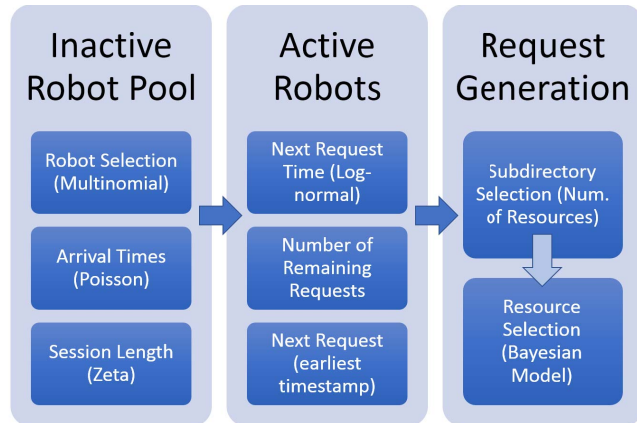 Inactive
Robot Pool
Robot Selection
(Multinomial)
Arrival Times
(Poisson)
Session Length
(Zeta)
Active
Robots
Next Request
Time (Log-
normal)
Number of
Remaining
Requests
Next Request
(earliest
timestamp)
Request
Generation
Subdirectory
Selection (Num.
of Resources)
Resource
Selection
(Bayesian
Model)